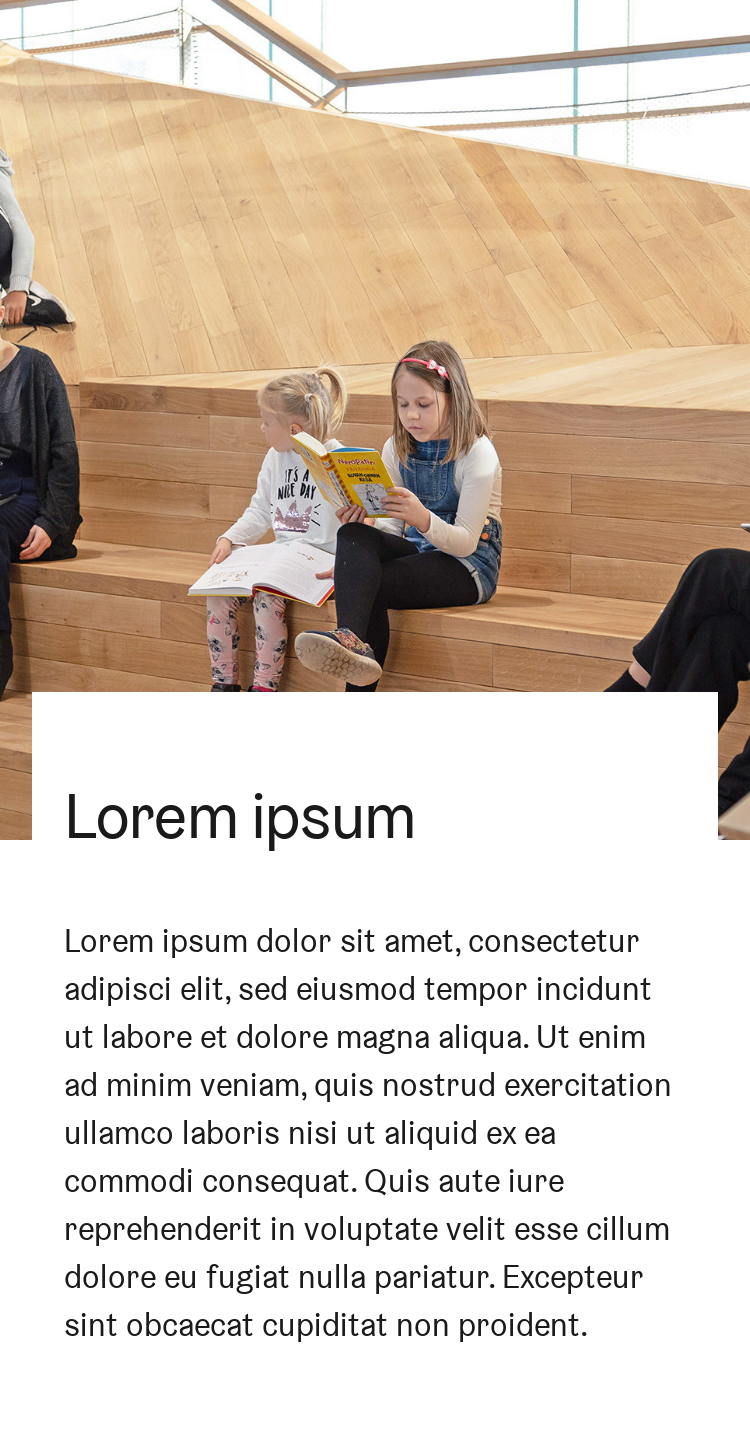 IT'S A
NICE DAY
Neropatin
Lorem ipsum
Lorem ipsum dolor sit amet, consectetur
adipisci elit, sed eiusmod tempor incidunt
ut labore et dolore magna aliqua. Ut enim
ad minim veniam, quis nostrud exercitation
ullamco laboris nisi ut aliquid ex ea
commodi consequat. Quis aute iure
reprehenderit in voluptate velit esse cillum
dolore eu fugiat nulla pariatur. Excepteur
sint obcaecat cupiditat non proident.